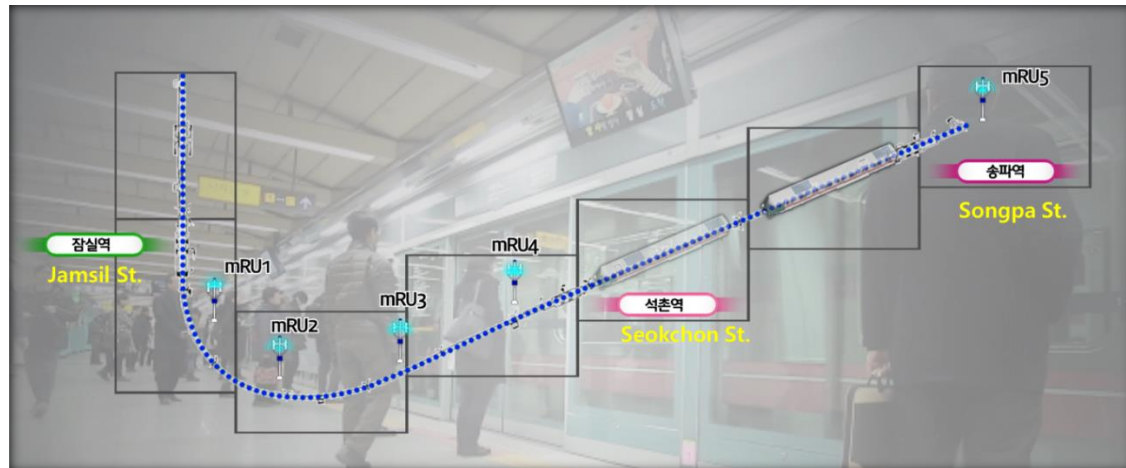 mRU5
송파역
Songpa St.
mRU4
잠실역
Jamsil St.
mRU1
mRU3
mRU2
석촌역
Seokchon St.